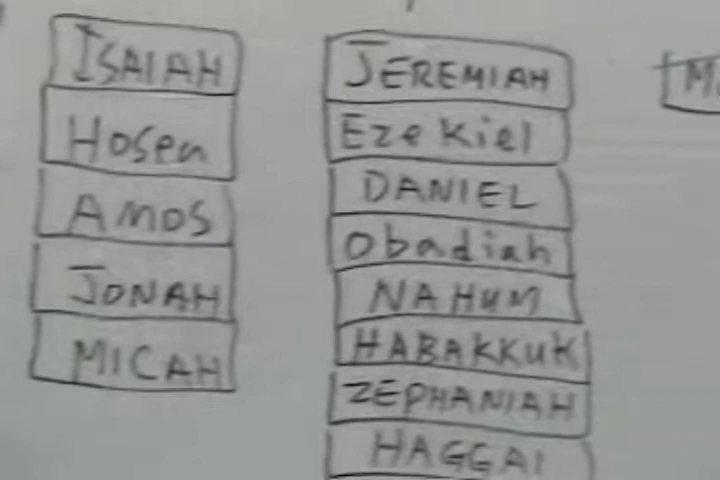 ISAIAH
Hosea
AMOS
JONAH
MICAH
JEREMIAH
Ezekiel
DANIEL
Obadiah
NAHUM
HABAKKUK
ZEPHANIAH
HAGGAI